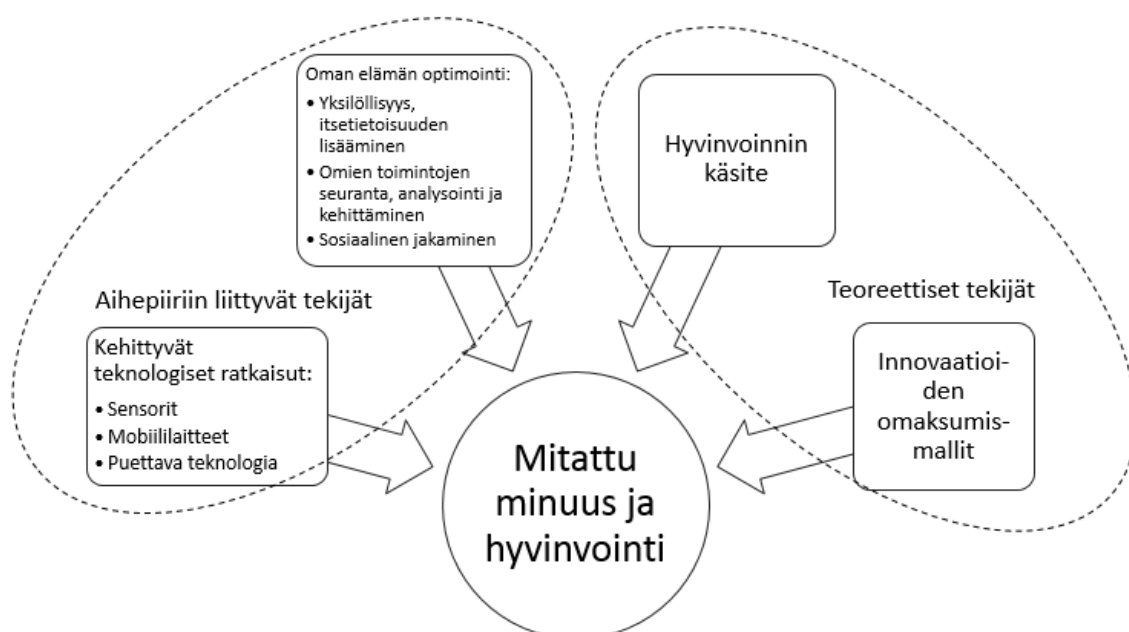 Oman elämän optimointi:
• Yksilöllisyys,
itsetietoisuuden
lisääminen
• Omien toimintojen
seuranta, analysointi ja
kehittäminen
• Sosiaalinen jakaminen
Hyvinvoinnin
käsite
Aihepiiriin liittyvät tekijät
Teoreettiset tekijät
Kehittyvät
teknologiset ratkaisut:
• Sensorit
• Mobiililaitteet
• Puettava teknologia
Innovaatioi-
den
omaksumis-
mallit
Mitattu
minuus ja
hyvinvointi